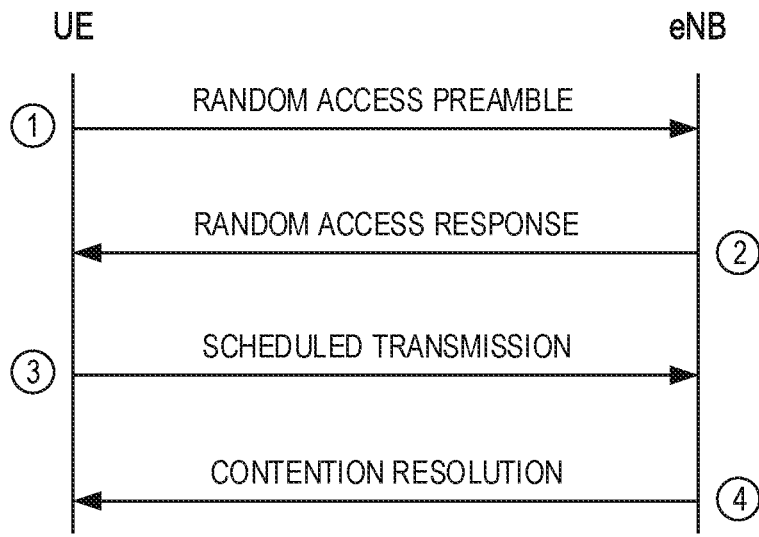 UE eNB
RANDOM ACCESS PREAMBLE
1
RANDOM ACCESS RESPONSE
2
SCHEDULED TRANSMISSION
3
CONTENTION RESOLUTION
4